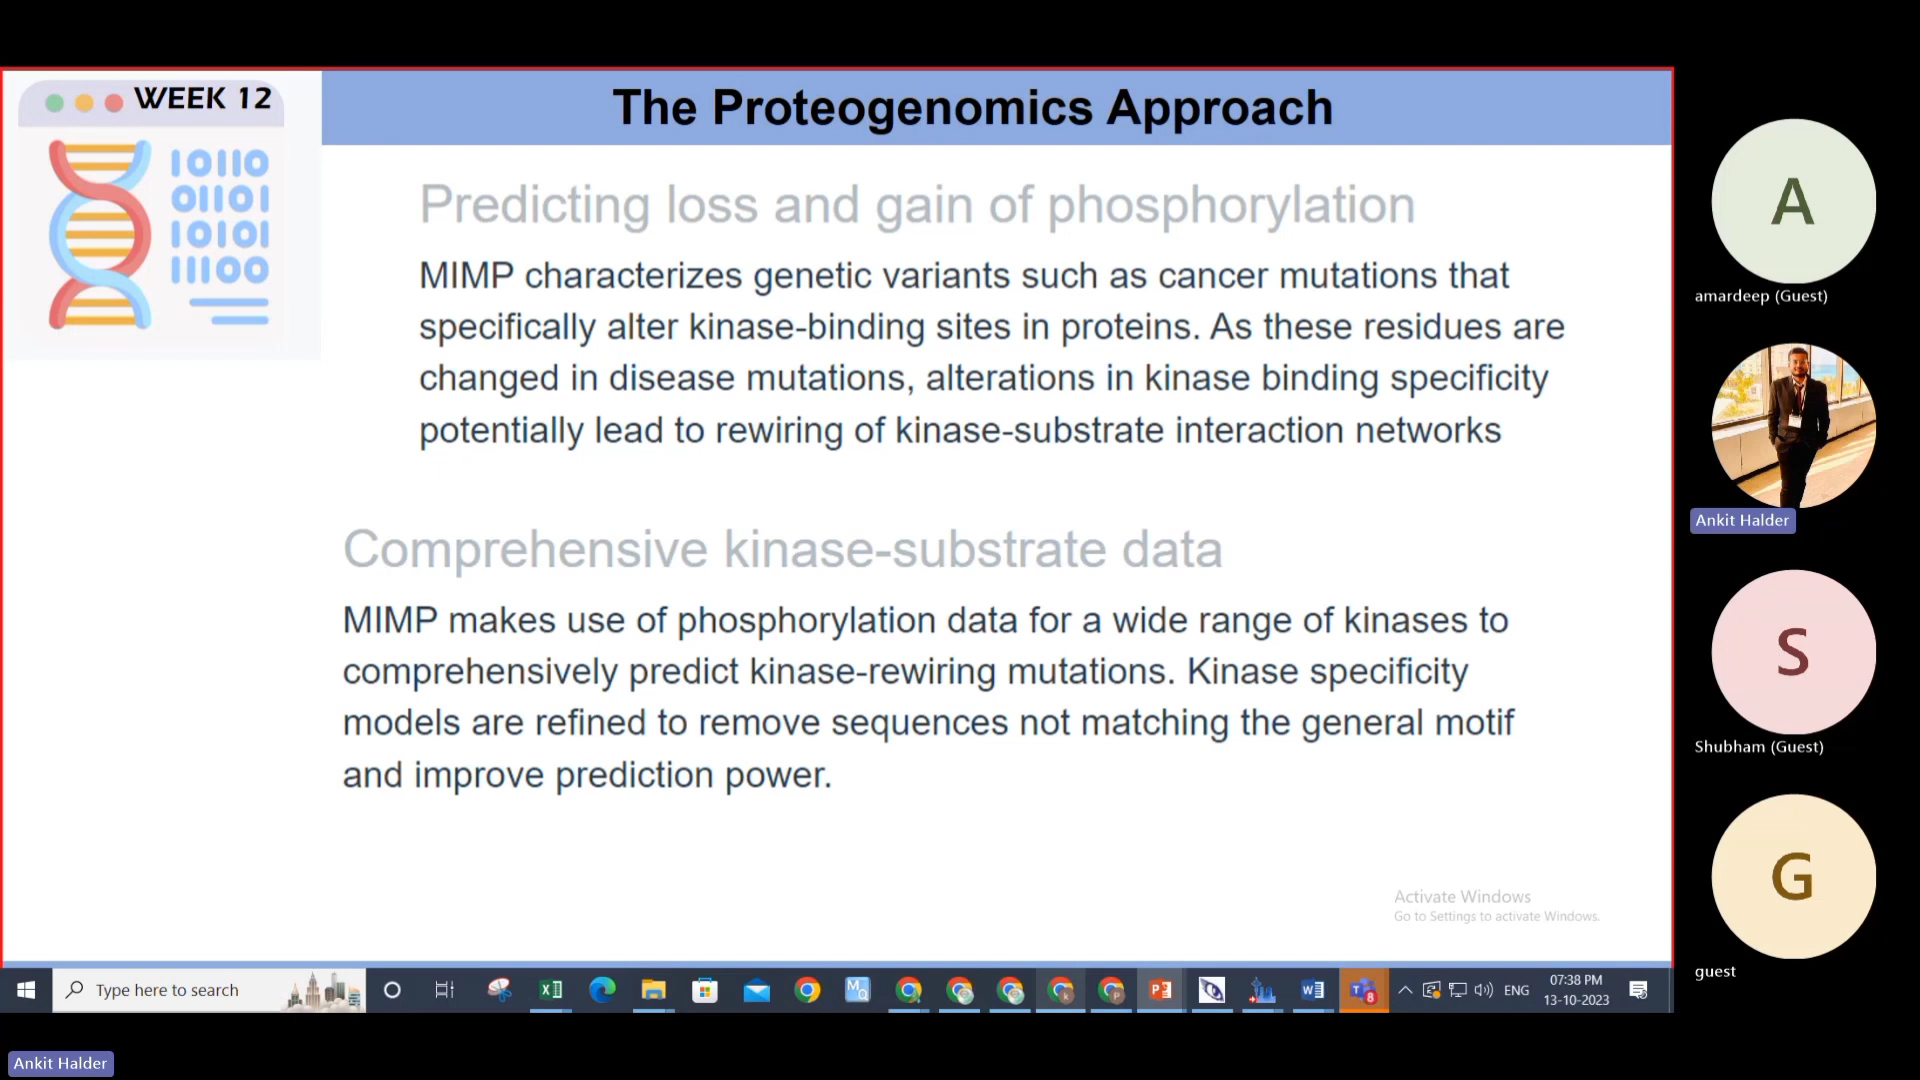 WEEK 12
10110
01101
10101
11100
The Proteogenomics Approach
Predicting loss and gain of phosphorylation
MIMP characterizes genetic variants such as cancer mutations that
specifically alter kinase-binding sites in proteins. As these residues are
changed in disease mutations, alterations in kinase binding specificity
potentially lead to rewiring of kinase-substrate interaction networks
Comprehensive kinase-substrate data
MIMP makes use of phosphorylation data for a wide range of kinases to
comprehensively predict kinase-rewiring mutations. Kinase specificity
models are refined to remove sequences not matching the general motif
and improve prediction power.
Activate Windows
Go to Settings to activate Windows.
A
amardeep (Guest)
Ankit Halder
S
Shubham (Guest)
G
guest
Type here to search
ENG
07:38 PM
13-10-2023
Ankit Halder